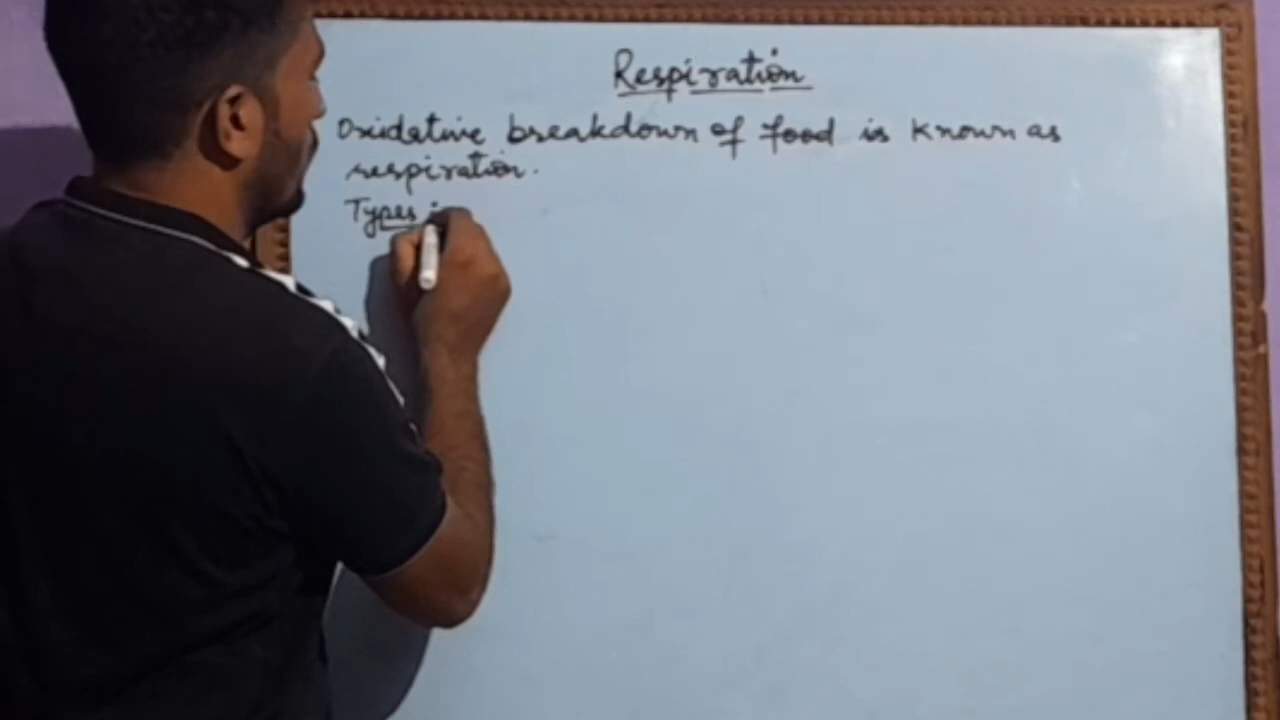 Respiration
Oxidative breakdown of food is known as
respiration.
Types :